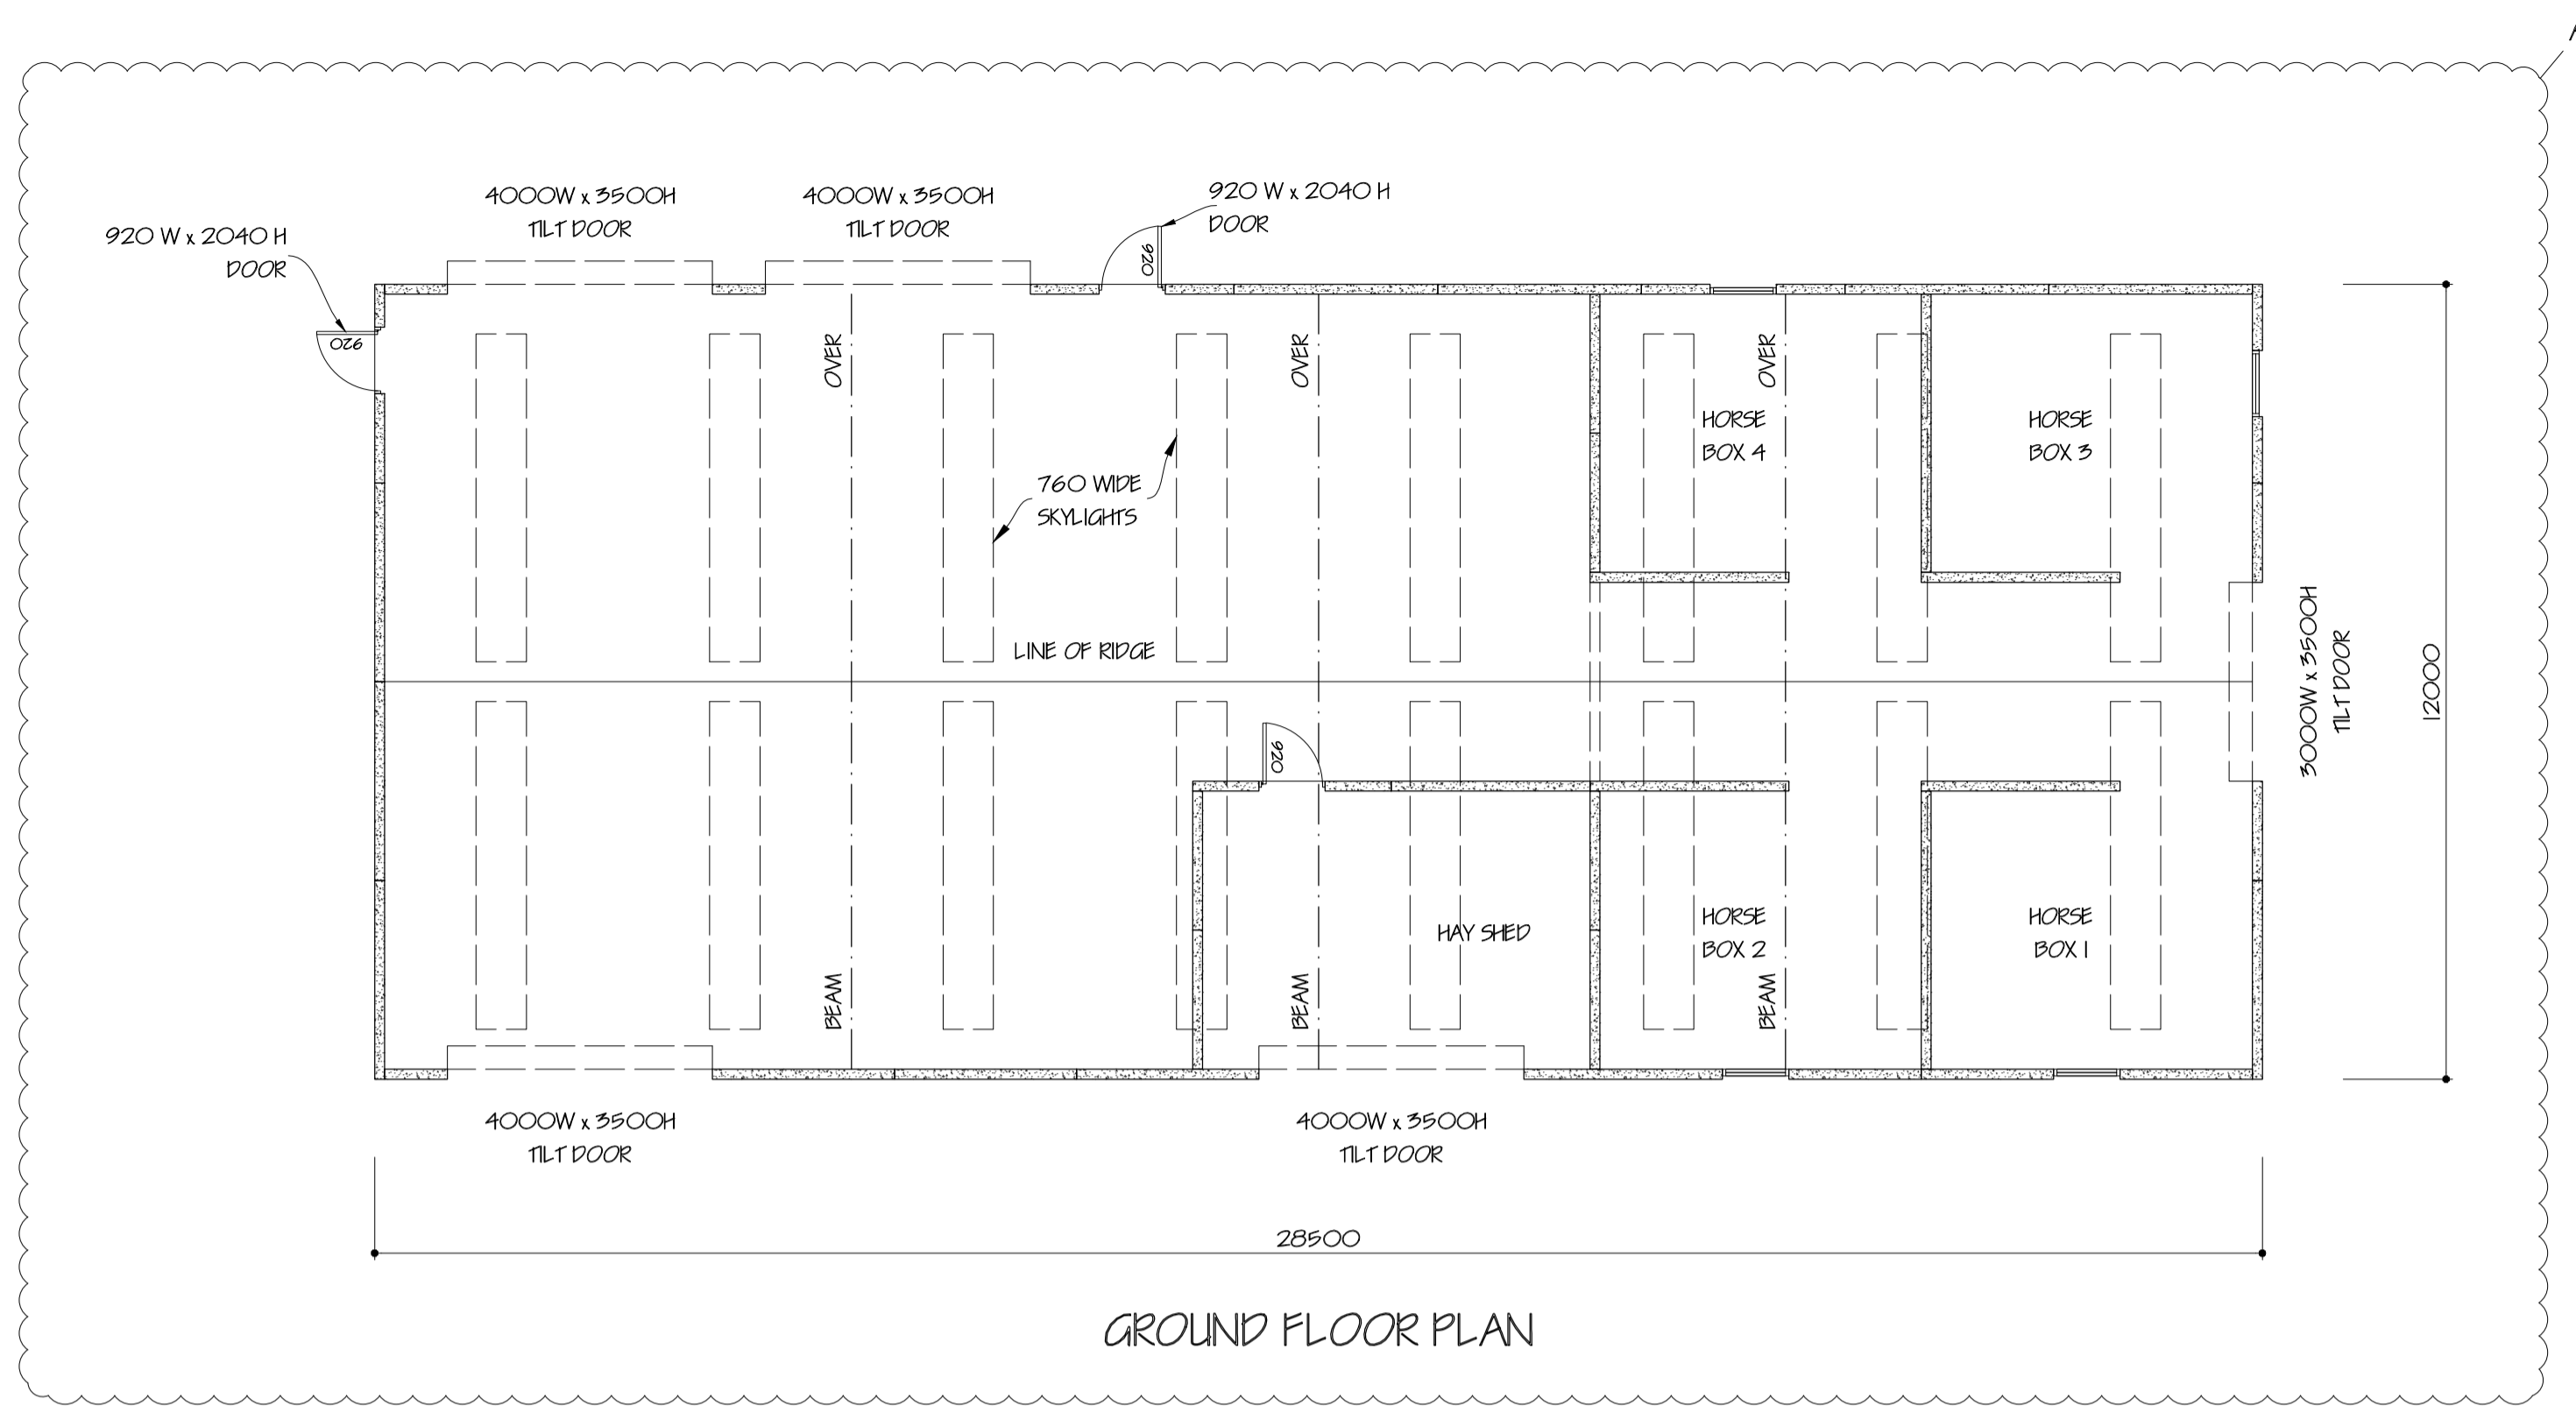 4000W x 3500H
TILT DOOR
4000W x 3500H
TILT DOOR
920 W x 2040 H
DOOR
920 W x 2040 H
DOOR
920
920
OVER
OVER
OVER
HORSE
BOX 4
HORSE
BOX 3
760 WIDE
SKYLIGHTS
LINE OF RIDGE
3000W x 3500H
TILT DOOR
12000
920
HAY SHED
HORSE
BOX 2
HORSE
BOX 1
BEAM
BEAM
BEAM
4000W x 3500H
TILT DOOR
4000W x 3500H
TILT DOOR
28500
GROUND FLOOR PLAN